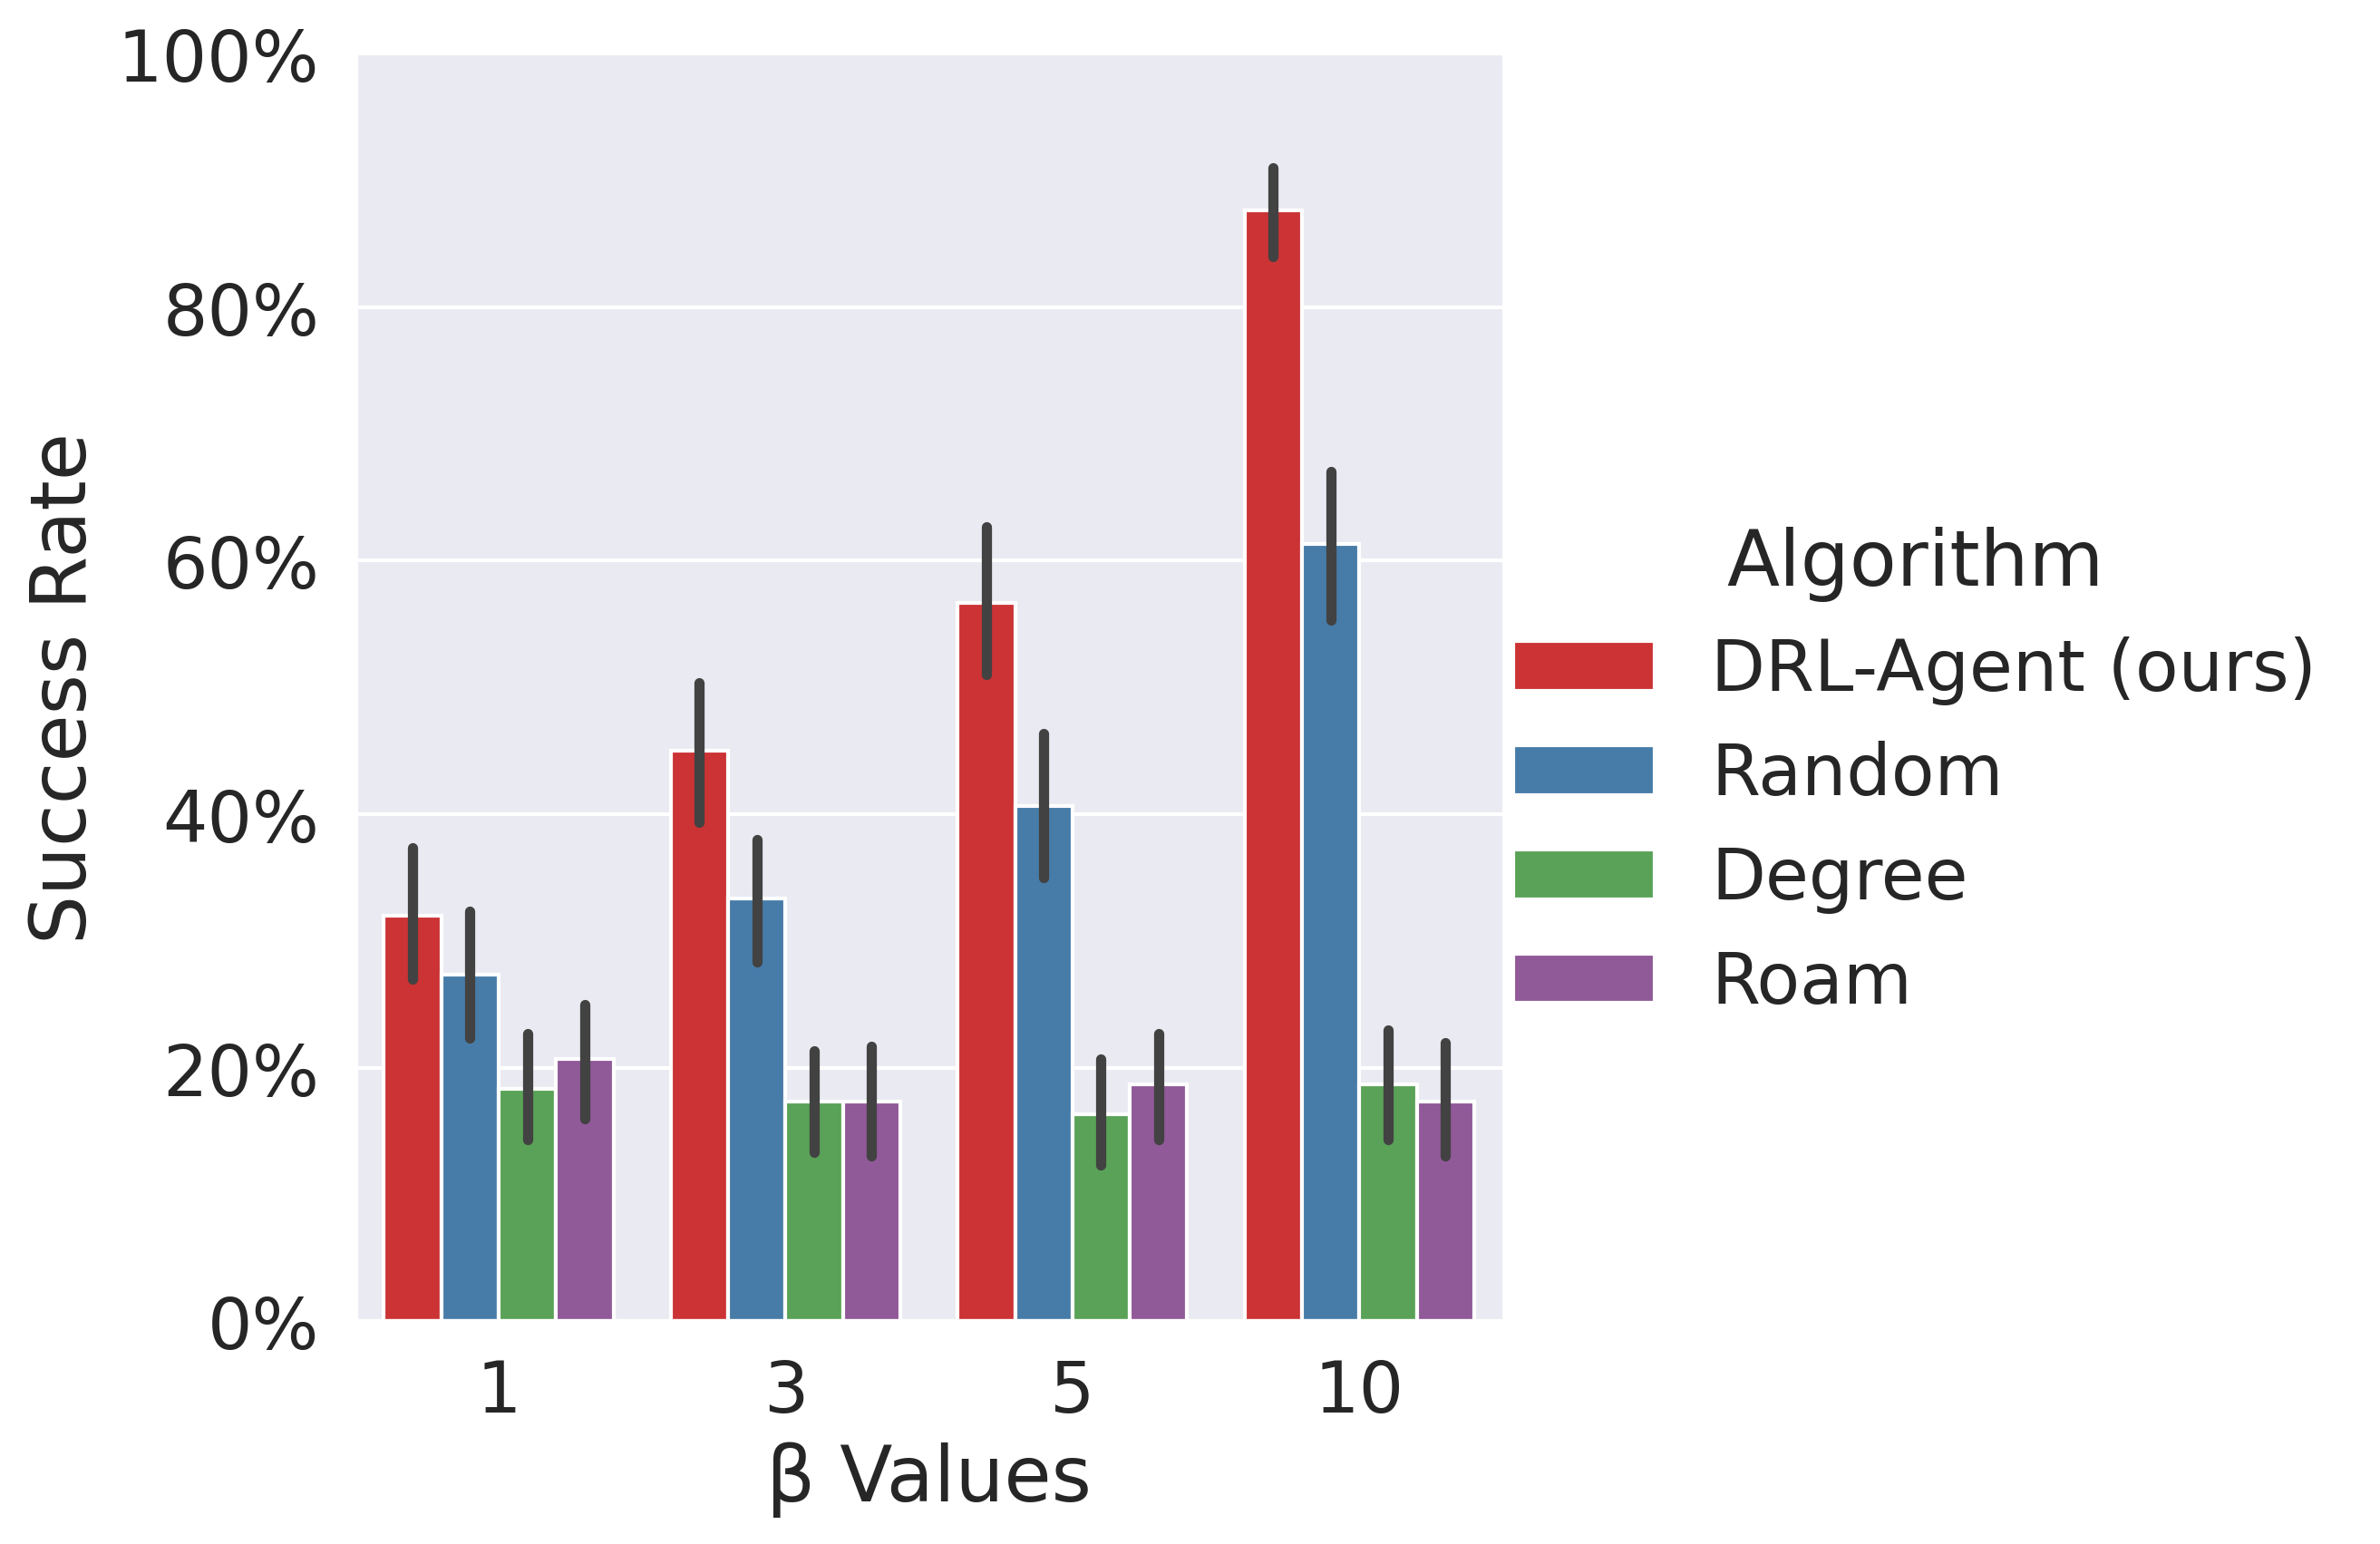 100%
80%
60%
40%
20%
0%
Success Rate
1 3 5 10
β Values
Algorithm
DRL-Agent (ours)
Random
Degree
Roam